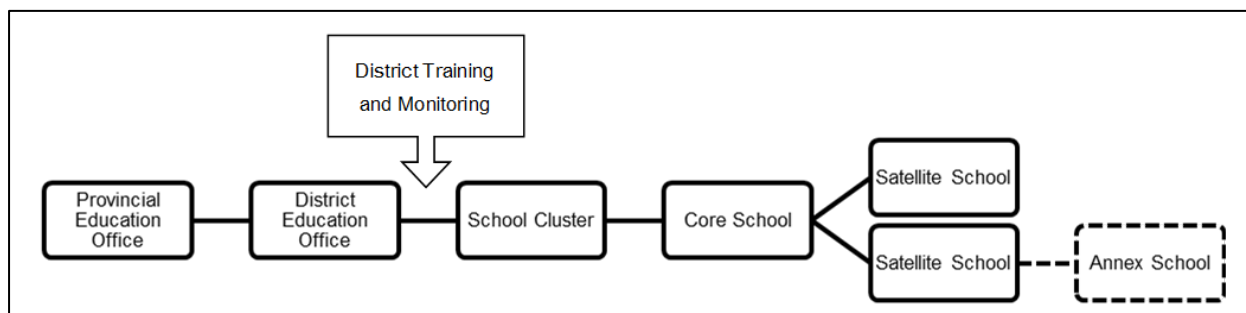 District Training
and Monitoring
Provincial
Education
Office
District
Education
Office
School Cluster
Core School
Satellite School
Satellite School
Annex School